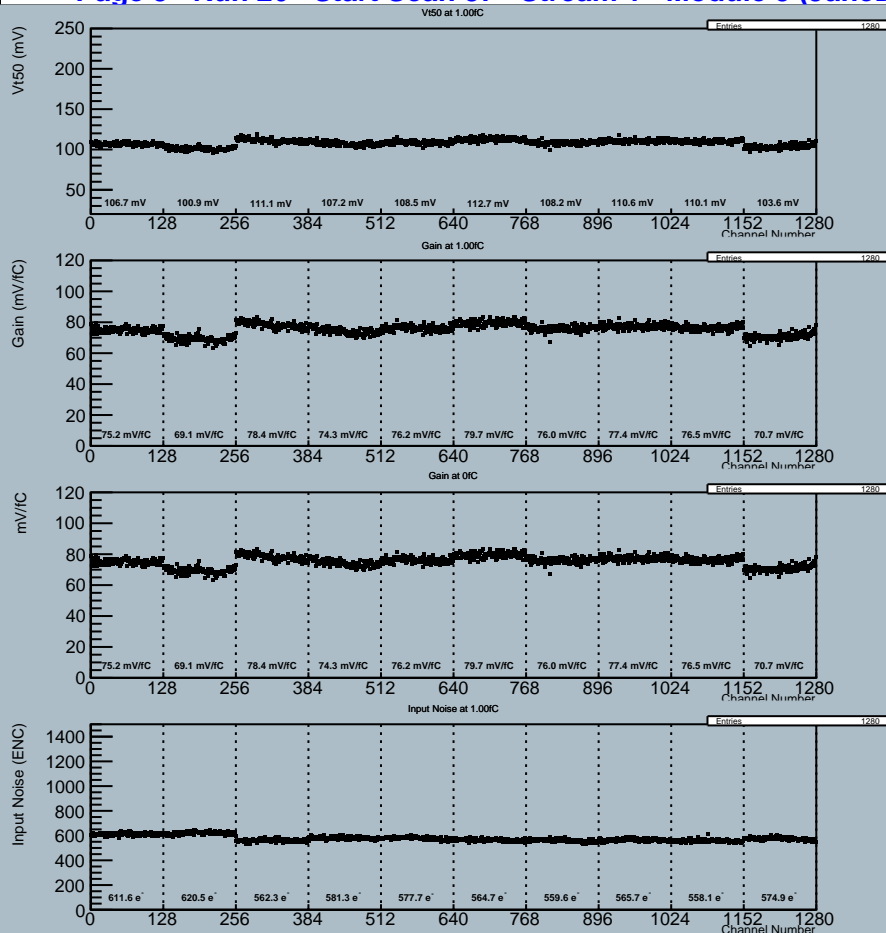 Vt50 at 1.00fC
Entries 1280
Vt50 (mV)
250
200
150
100
50
106.7 mV 100.9 mV 111.1 mV 107.2 mV 108.5 mV 112.7 mV 108.2 mV 110.6 mV 110.1 mV 103.6 mV
0 128 256 384 512 640 768 896 1024 1152 1280
Channel Number
Gain at 1.00fC
Entries 1280
Gain (mV/fC)
120
100
80
60
40
20
0
75.2 mV/fC 69.1 mV/fC 78.4 mV/fC 74.3 mV/fC 76.2 mV/fC 79.7 mV/fC 76.0 mV/fC 77.4 mV/fC 76.5 mV/fC 70.7 mV/fC
0 128 256 384 512 640 768 896 1024 1152 1280
Channel Number
Gain at 0fC
Entries 1280
mV/fC
120
100
80
60
40
20
0
75.2 mV/fC 69.1 mV/fC 78.4 mV/fC 74.3 mV/fC 76.2 mV/fC 79.7 mV/fC 76.0 mV/fC 77.4 mV/fC 76.5 mV/fC 70.7 mV/fC
0 128 256 384 512 640 768 896 1024 1152 1280
Channel Number
Input Noise at 1.00fC
Entries 1280
Input Noise (ENC)
1400
1200
1000
800
600
400
200
0
611.6 e⁻ 620.5 e⁻ 562.3 e⁻ 581.3 e⁻ 577.7 e⁻ 564.7 e⁻ 559.6 e⁻ 565.7 e⁻ 558.1 e⁻ 574.9 e⁻
0 128 256 384 512 640 768 896 1024 1152 1280
Channel Number